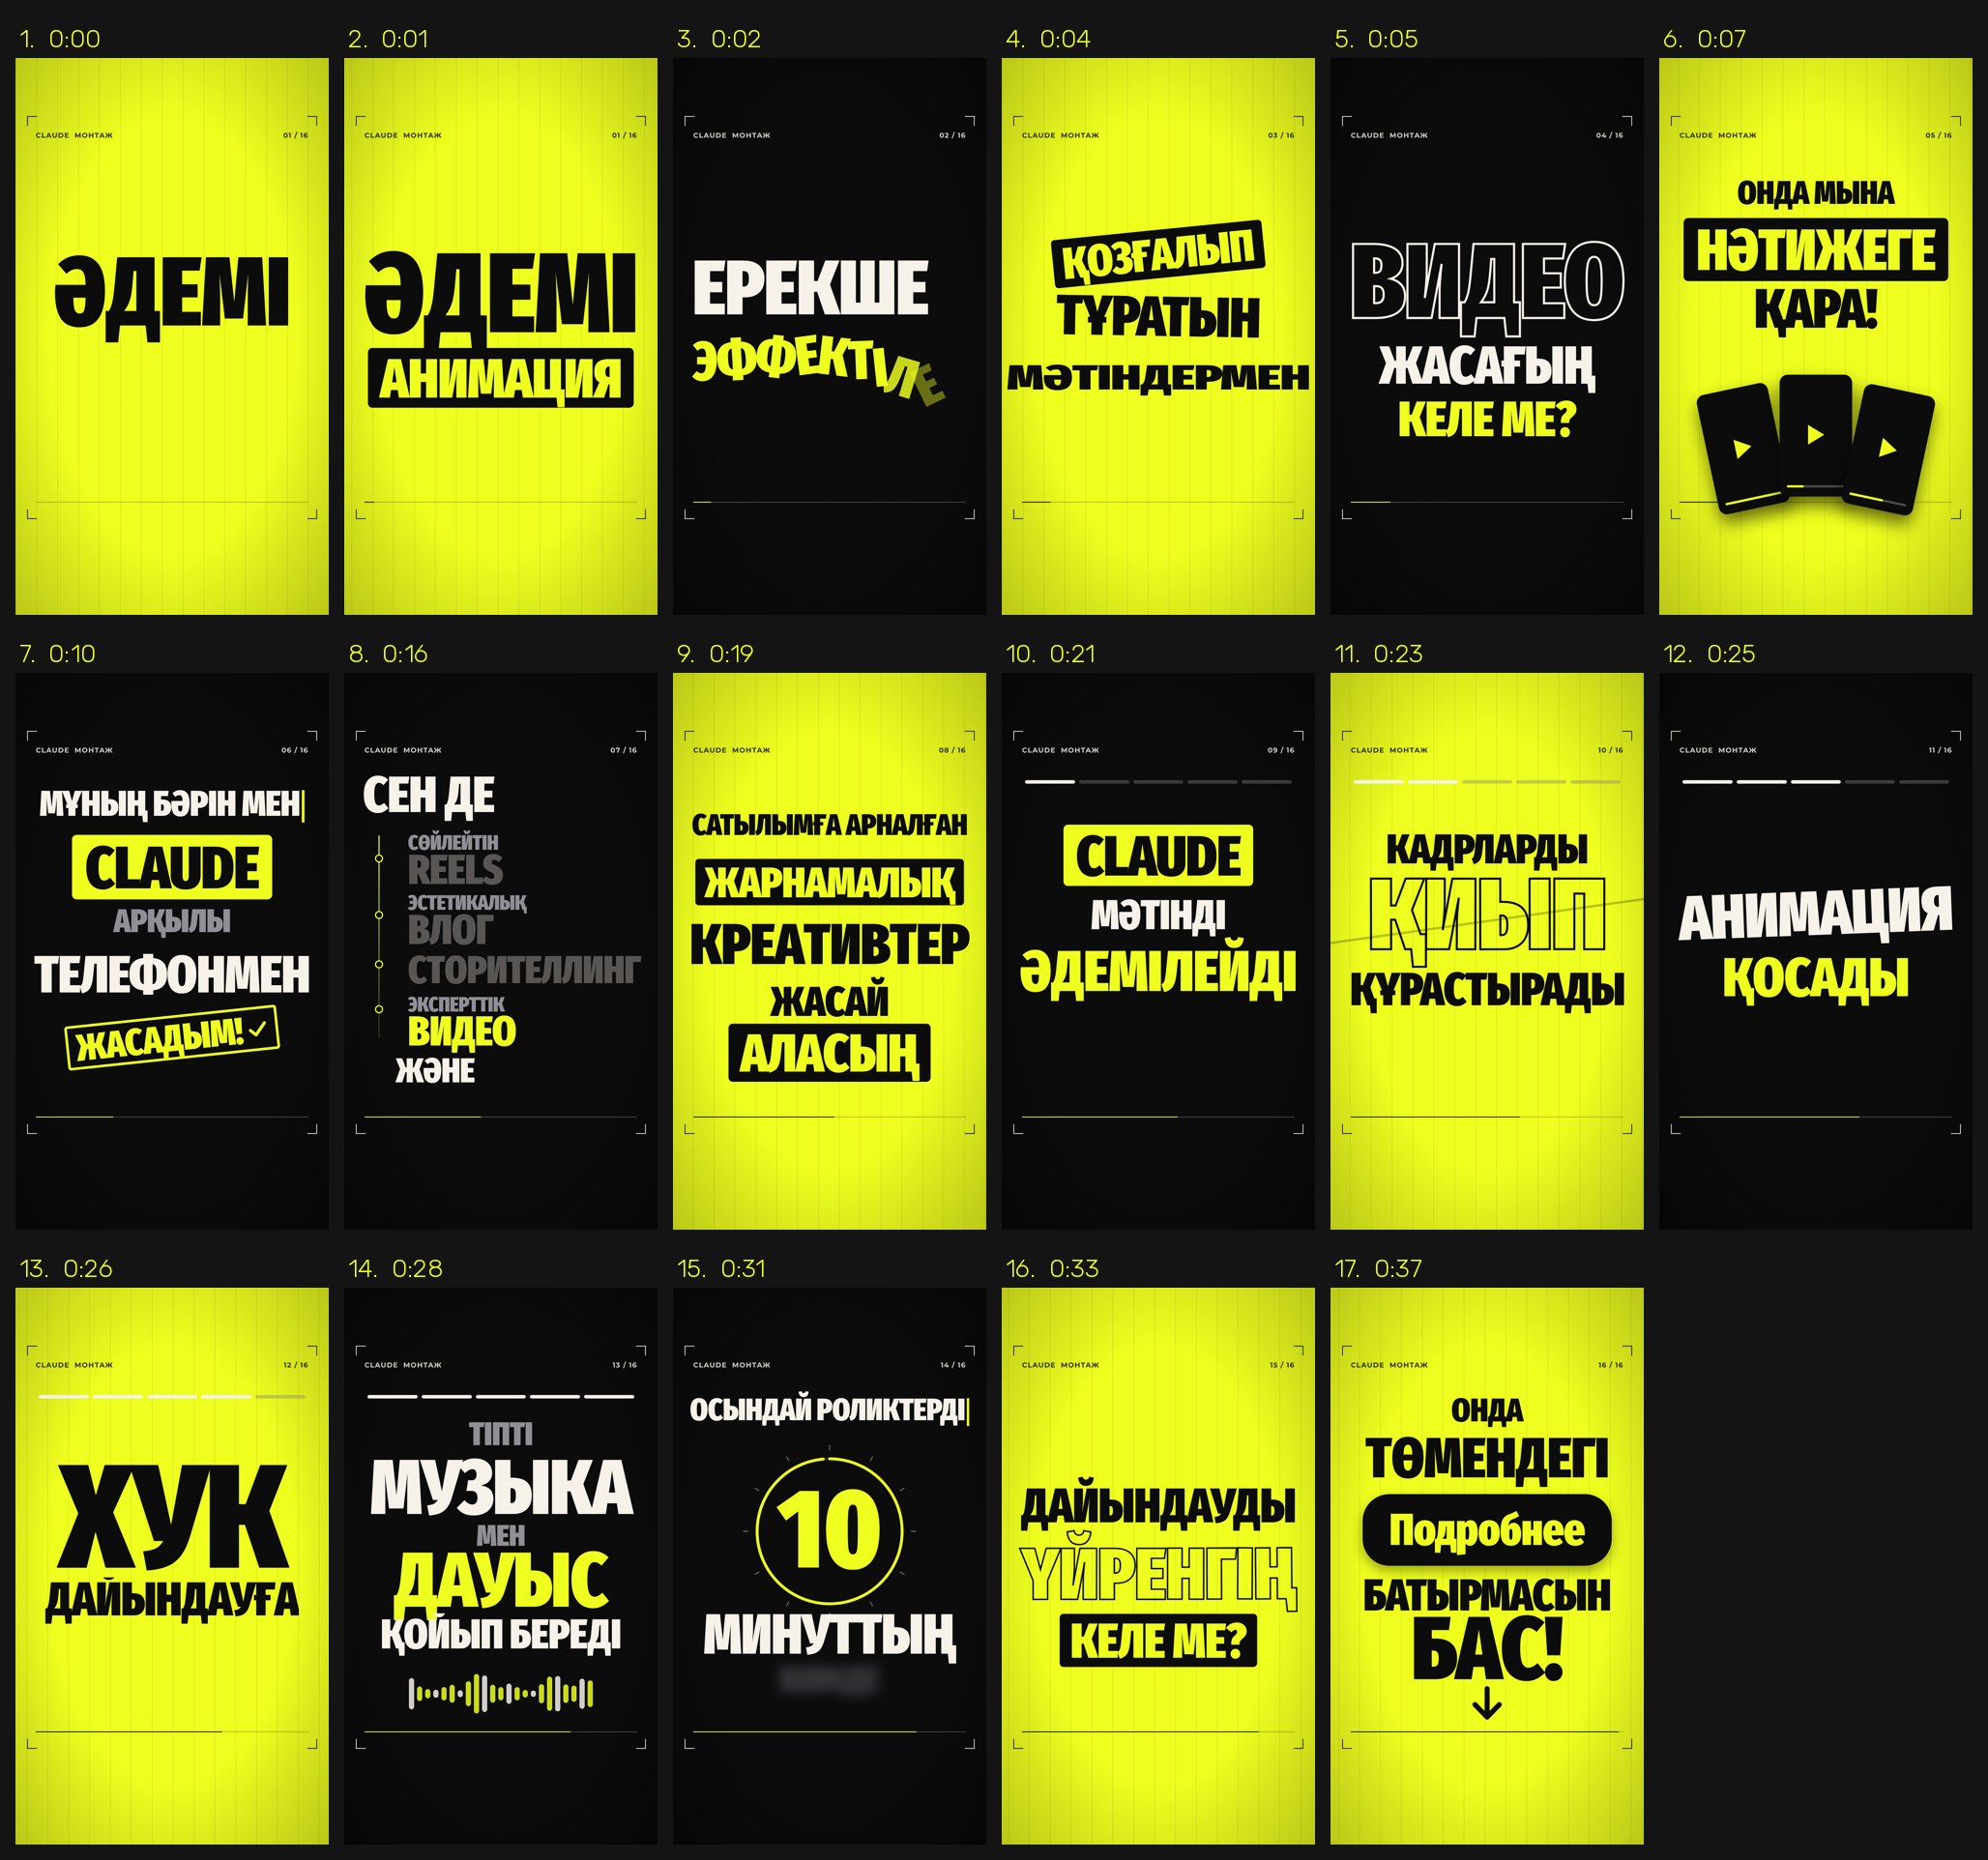 1. 0:00
CLAUDE МОНТАЖ 01 / 16
ӘДЕМІ
2. 0:01
CLAUDE МОНТАЖ 01 / 16
ӘДЕМІ
АНИМАЦИЯ
3. 0:02
CLAUDE МОНТАЖ 02 / 16
ЕРЕКШЕ
ЭФФЕКТІЛЕ
4. 0:04
CLAUDE МОНТАЖ 03 / 16
ҚОЗҒАЛЫП
ТҰРАТЫН
МӘТІНДЕРМЕН
5. 0:05
CLAUDE МОНТАЖ 04 / 16
ВИДЕО
ЖАСАҒЫҢ
КЕЛЕ МЕ?
6. 0:07
CLAUDE МОНТАЖ 05 / 16
ОНДА МЫНА
НӘТИЖЕГЕ
ҚАРА!
7. 0:10
CLAUDE МОНТАЖ 06 / 16
МҰНЫҢ БӘРІН МЕН
CLAUDE
АРҚЫЛЫ
ТЕЛЕФОНМЕН
ЖАСАДЫМ!
8. 0:16
CLAUDE МОНТАЖ 07 / 16
СЕН ДЕ
СӨЙЛЕЙТІН
REELS
ЭСТЕТИКАЛЫҚ
ВЛОГ
СТОРИТЕЛЛИНГ
ЭКСПЕРТТІК
ВИДЕО
ЖӘНЕ
9. 0:19
CLAUDE МОНТАЖ 08 / 16
САТЫЛЫМҒА АРНАЛҒАН
ЖАРНАМАЛЫҚ
КРЕАТИВТЕР
ЖАСАЙ
АЛАСЫҢ
10. 0:21
CLAUDE МОНТАЖ 09 / 16
CLAUDE
МӘТІНДІ
ӘДЕМІЛЕЙДІ
11. 0:23
CLAUDE МОНТАЖ 10 / 16
КАДРЛАРДЫ
ҚИЫП
ҚҰРАСТЫРАДЫ
12. 0:25
CLAUDE МОНТАЖ 11 / 16
АНИМАЦИЯ
ҚОСАДЫ
13. 0:26
CLAUDE МОНТАЖ 12 / 16
ХУК
ДАЙЫНДАУҒА
14. 0:28
CLAUDE МОНТАЖ 13 / 16
ТІПТІ
МУЗЫКА
МЕН
ДАУЫС
ҚОЙЫП БЕРЕДІ
15. 0:31
CLAUDE МОНТАЖ 14 / 16
ОСЫНДАЙ РОЛИКТЕРДІ
10
МИНУТТЫҢ
16. 0:33
CLAUDE МОНТАЖ 15 / 16
ДАЙЫНДАУДЫ
ҮЙРЕНГІҢ
КЕЛЕ МЕ?
17. 0:37
CLAUDE МОНТАЖ 16 / 16
ОНДА
ТӨМЕНДЕГІ
Подробнее
БАТЫРМАСЫН
БАС!